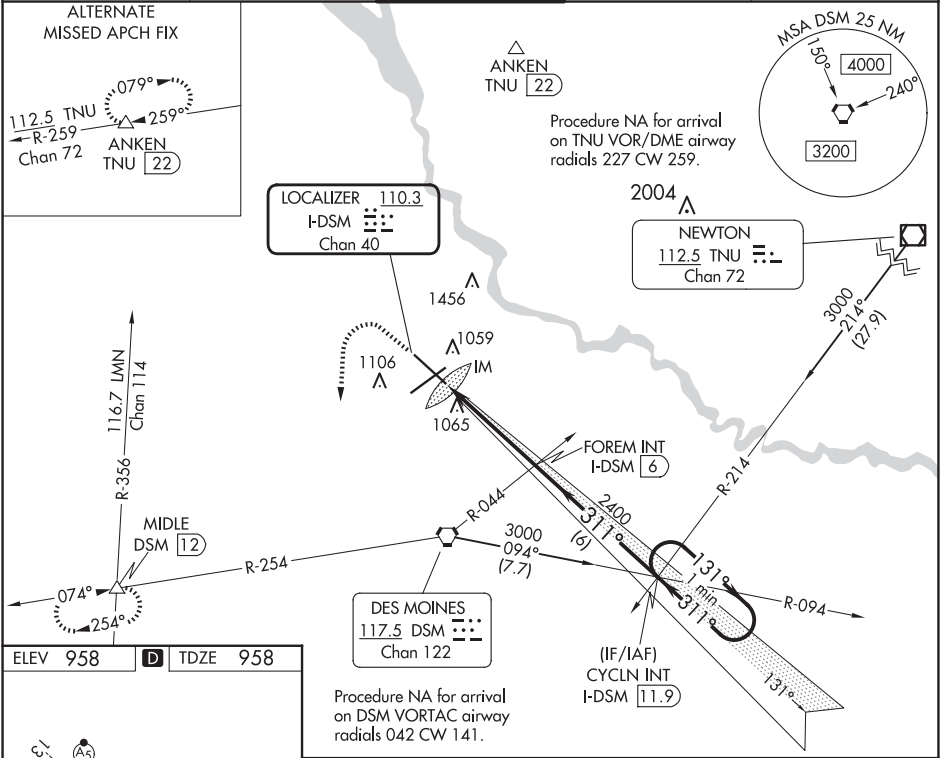 ALTERNATE
MISSED APCH FIX
079°
259°
112.5 TNU
R-259
Chan 72
ANKEN
TNU 22
ANKEN
TNU 22
Procedure NA for arrival
on TNU VOR/DME airway
radials 227 CW 259.
MSA DSM 25 NM
150°
4000
240°
3200
LOCALIZER 110.3
I-DSM
Chan 40
2004
NEWTON
112.5 TNU
Chan 72
3000
214°
(27.9)
1456
1059
1106
IM
1065
116.7 LMN
Chan 114
R-356
FOREM INT
I-DSM 6
R-214
R-044
2400
311°
(6)
MIDLE
DSM 12
R-254
3000
094°
(7.7)
131°
1 min
311°
R-094
074°
254°
DES MOINES
117.5 DSM
Chan 122
(IF/IAF)
CYCLN INT
I-DSM 11.9
131°
ELEV 958
D
TDZE 958
Procedure NA for arrival
on DSM VORTAC airway
radials 042 CW 141.
13
A5